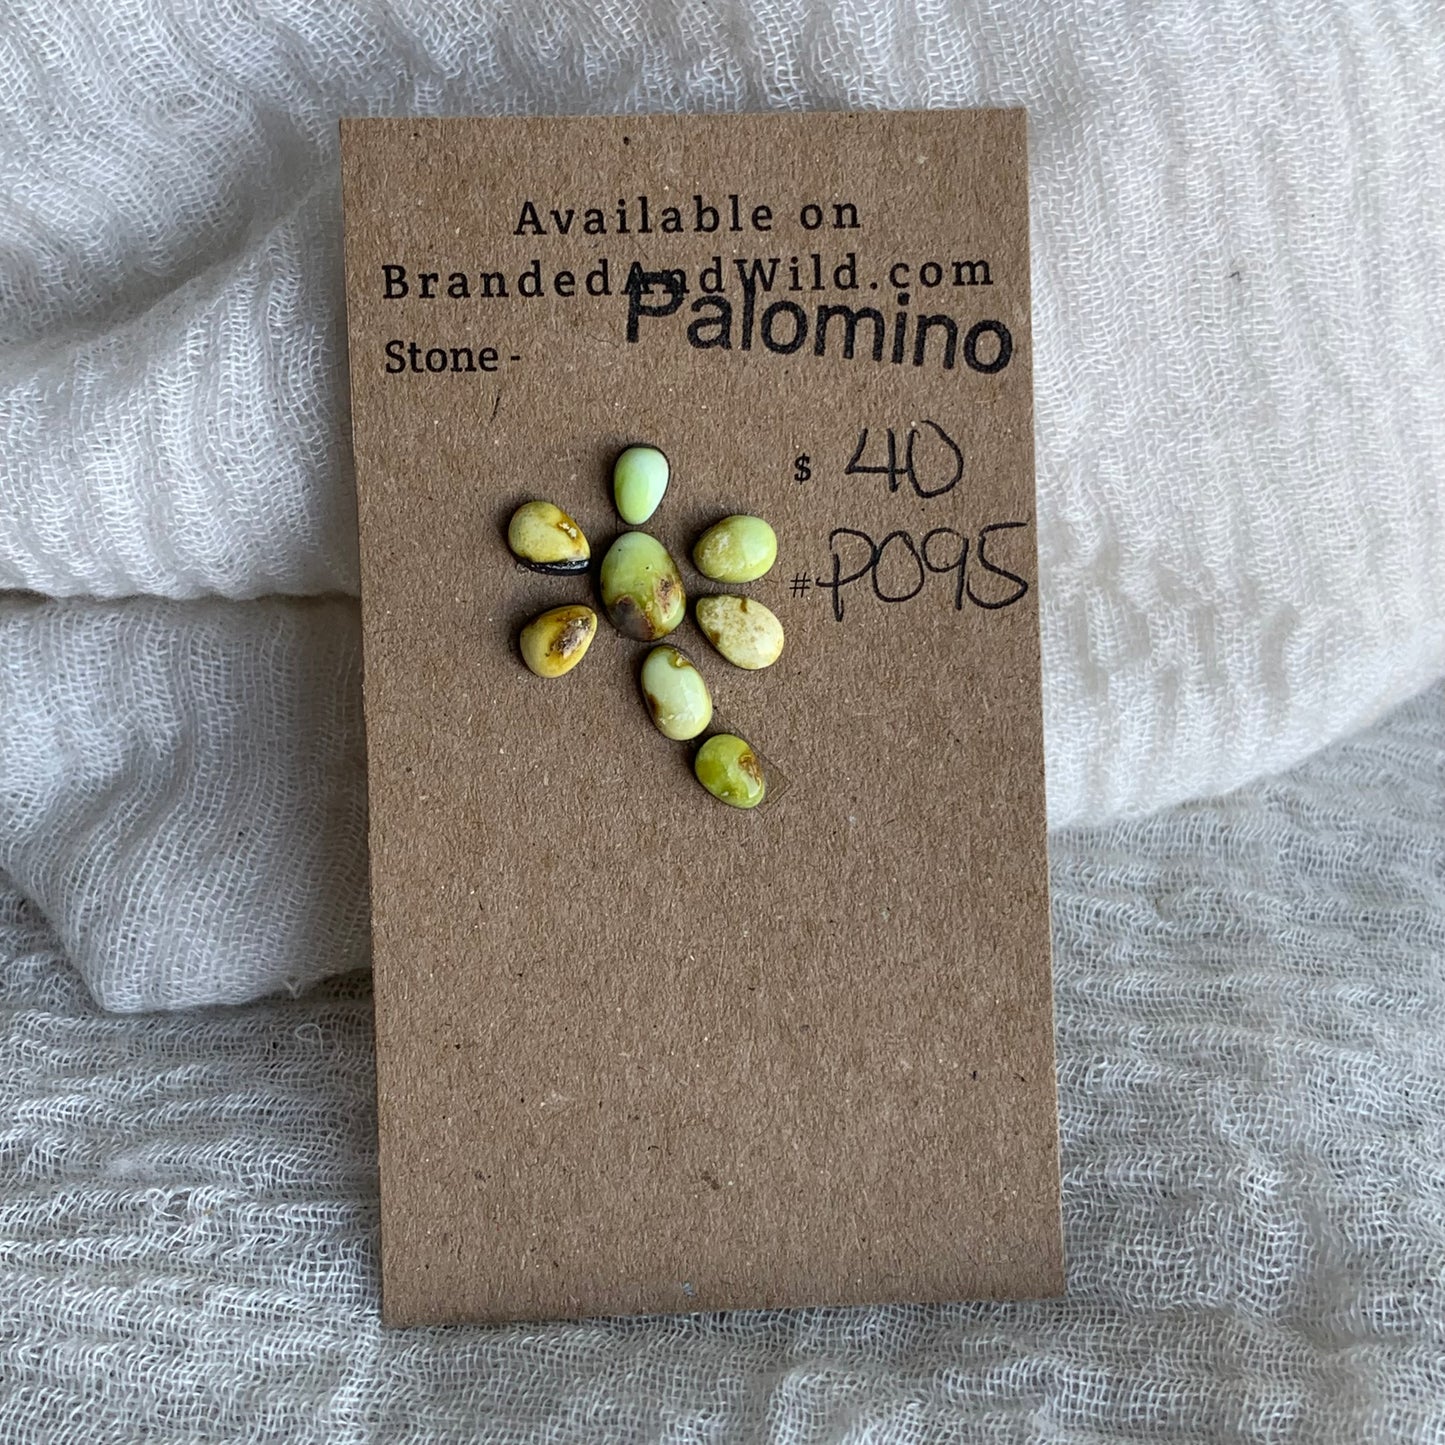 Available on
BrandedAndWild.com
Stone - Palomino
$ 40
# P095